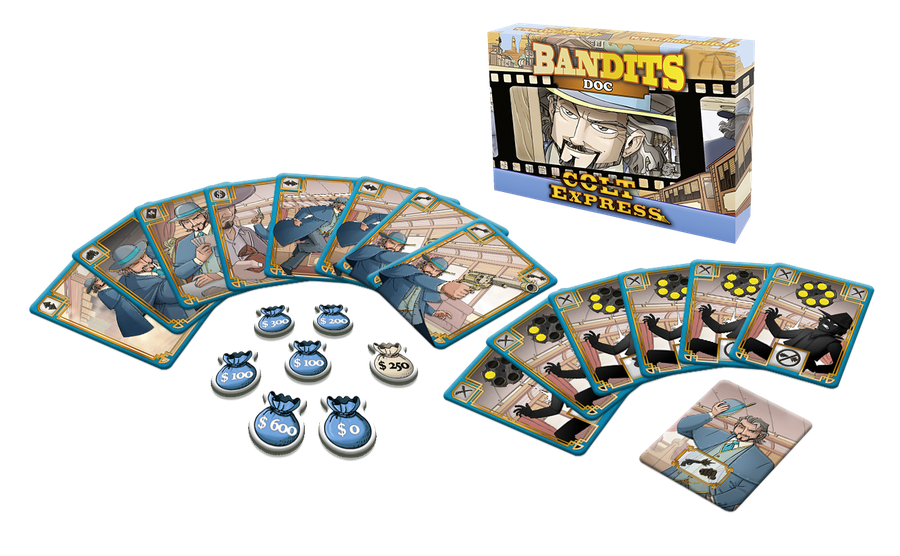 BANDITS
DOC
COLT
EXPRESS
$ 300
$ 200
$ 100
$ 100
$ 250
$ 600
$ 0